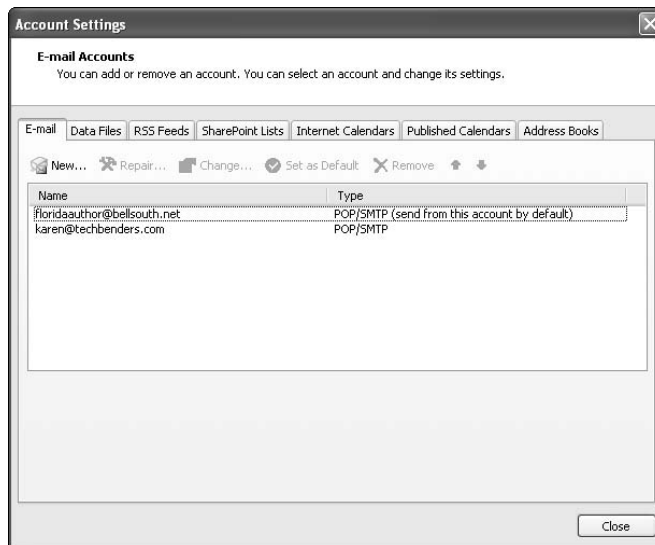 Account Settings
E-mail Accounts
You can add or remove an account. You can select an account and change its settings.
E-mail Data Files RSS Feeds SharePoint Lists Internet Calendars Published Calendars Address Books
New... Repair... Change... Set as Default Remove
Name Type
floridaauthor@bellsouth.net POP/SMTP (send from this account by default)
karen@techbenders.com POP/SMTP
Close